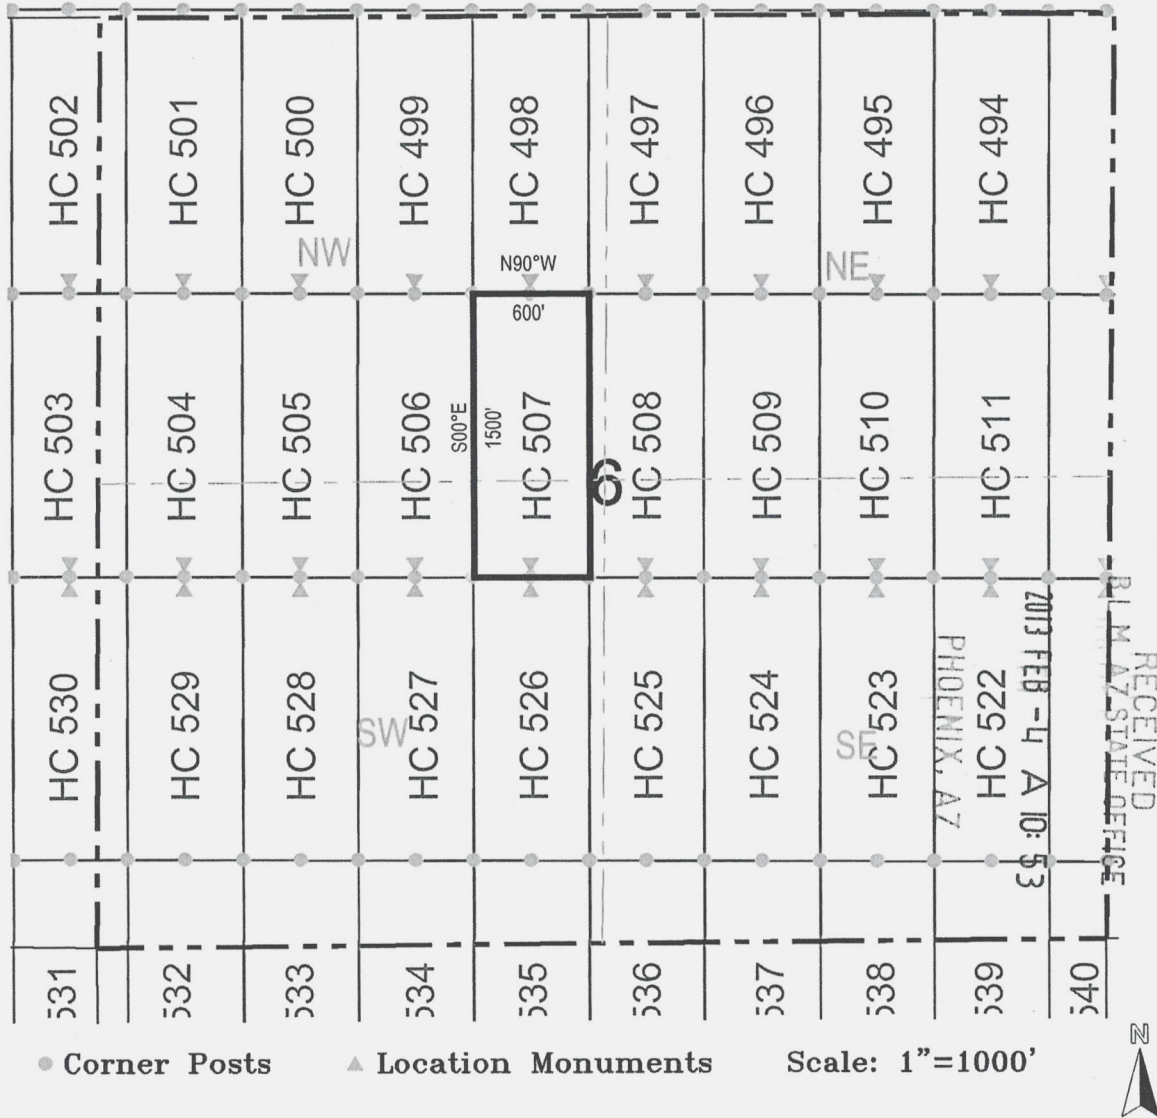 HC 502
HC 501
HC 500
HC 499
HC 498
HC 497
HC 496
HC 495
HC 494
NW
NE
N90°W
600'
S00°E
1500'
HC 503
HC 504
HC 505
HC 506
HC 507
6
HC 508
HC 509
HC 510
HC 511
HC 530
HC 529
HC 528
SW
HC 527
HC 526
HC 525
HC 524
SE
HC 523
HC 522
RECEIVED
BLM AZ STATE OFFICE
2013 FEB -4 A 10:53
PHOENIX, AZ
531
532
533
534
535
536
537
538
539
540
Corner Posts
Location Monuments
Scale: 1"=1000'
N